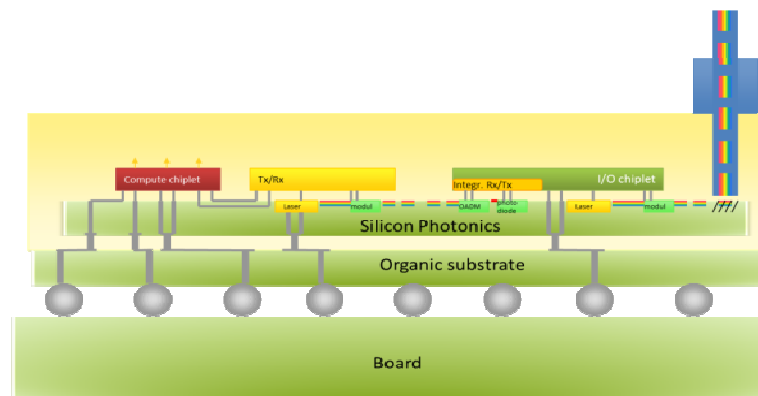 Compute chiplet
Tx/Rx
I/O chiplet
Integr. Rx/Tx
Laser
modul
OADM
photo
diode
Laser
modul
Silicon Photonics
Organic substrate
Board